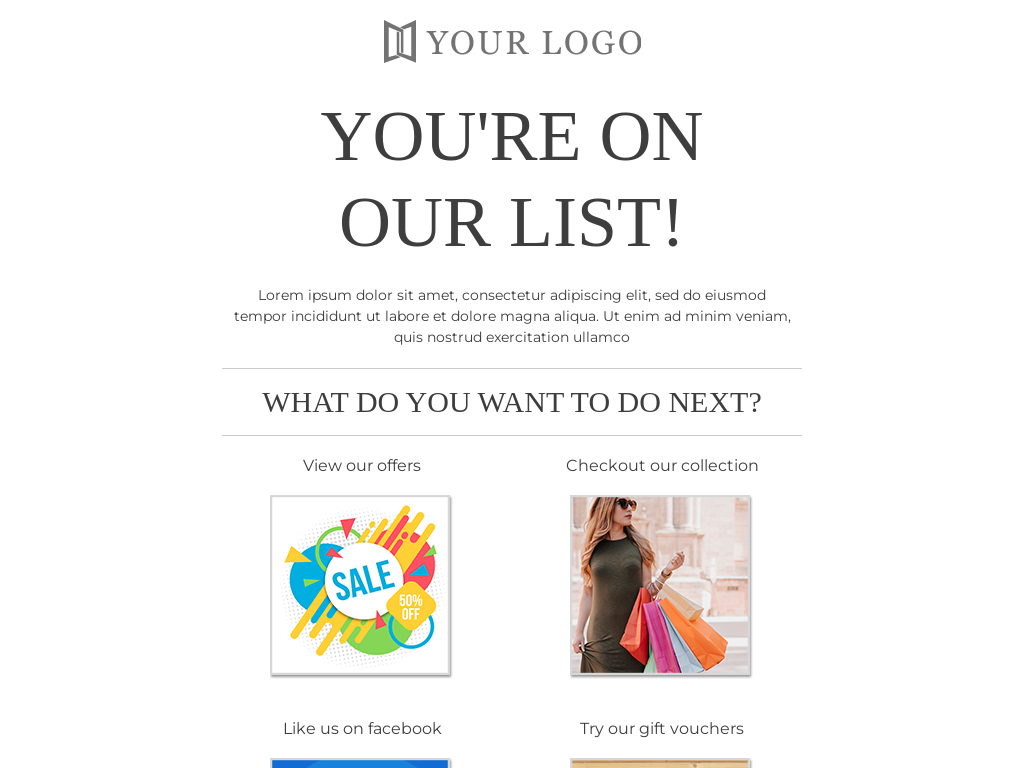 YOUR LOGO
YOU'RE ON
OUR LIST!
Lorem ipsum dolor sit amet, consectetur adipiscing elit, sed do eiusmod
tempor incididunt ut labore et dolore magna aliqua. Ut enim ad minim veniam,
quis nostrud exercitation ullamco
WHAT DO YOU WANT TO DO NEXT?
View our offers
Checkout our collection
SALE
50%
OFF
Like us on facebook
Try our gift vouchers